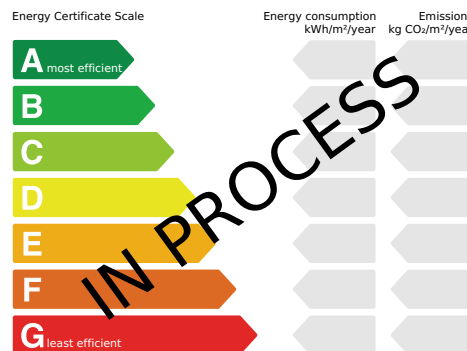 Energy Certificate Scale
Energy consumption
kWh/m²/year
Emission
kg CO₂/m²/year
A most efficient
B
C
D
E
F
G least efficient
IN PROCESS